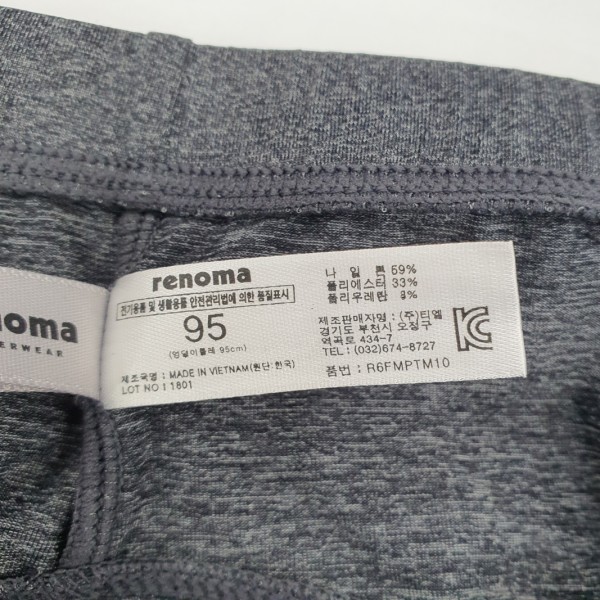 noma
ERWEAR
renoma
전기용품 및 생활용품 안전관리법에 의한 품질표시
95
(엉덩이둘레 95cm)
제조국명 : MADE IN VIETNAM(원단:한국)
LOT NO I 1801
나 일 론 59%
폴리에스터 33%
폴리우레탄 8%
제조판매자명 : (주)티엘
경기도 부천시 오정구
역곡로 434-7
TEL : (032)674-8727
품번 : R6FMPTM10